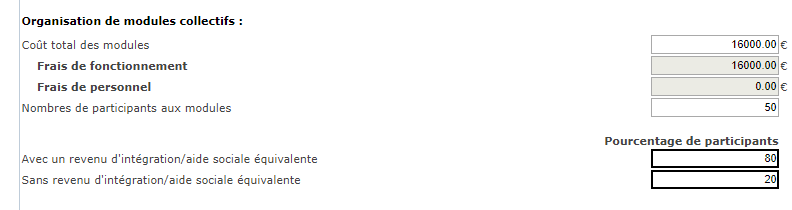 Organisation de modules collectifs :
Coût total des modules 16000.00 €
Frais de fonctionnement 16000.00 €
Frais de personnel 0.00 €
Nombres de participants aux modules 50
Pourcentage de participants
Avec un revenu d'intégration/aide sociale équivalente 80
Sans revenu d'intégration/aide sociale équivalente 20